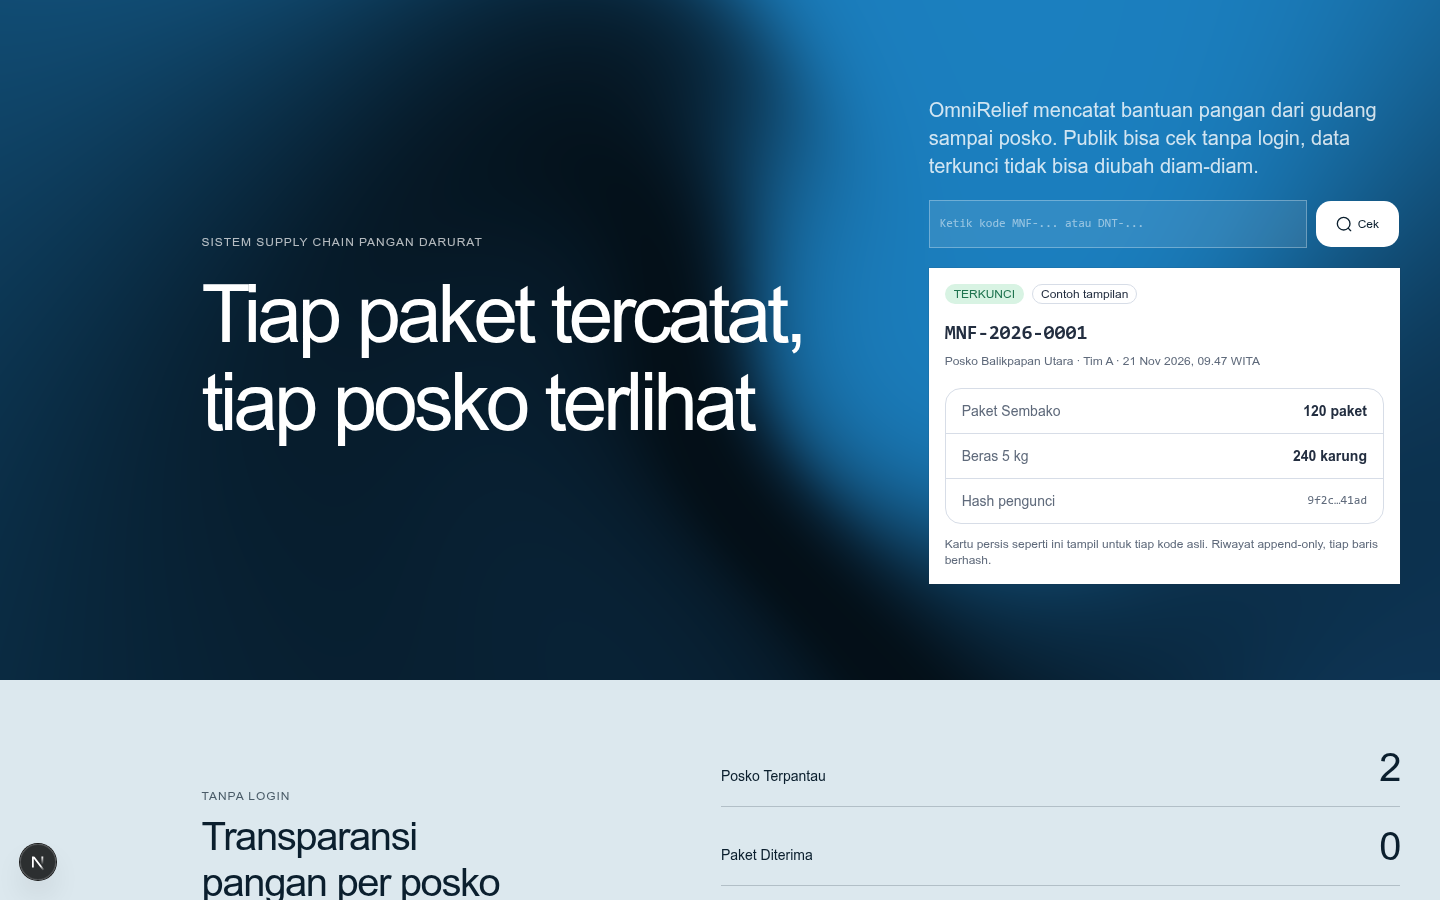 SISTEM SUPPLY CHAIN PANGAN DARURAT
Tiap paket tercatat,
tiap posko terlihat
OmniRelief mencatat bantuan pangan dari gudang
sampai posko. Publik bisa cek tanpa login, data
terkunci tidak bisa diubah diam-diam.
Ketik kode MNF-... atau DNT-...
Cek
TERKUNCI
Contoh tampilan
MNF-2026-0001
Posko Balikpapan Utara · Tim A · 21 Nov 2026, 09.47 WITA
Paket Sembako 120 paket
Beras 5 kg 240 karung
Hash pengunci 9f2c…41ad
Kartu persis seperti ini tampil untuk tiap kode asli. Riwayat append-only, tiap baris
berhash.
TANPA LOGIN
Transparansi
pangan per posko
Posko Terpantau 2
Paket Diterima 0
N